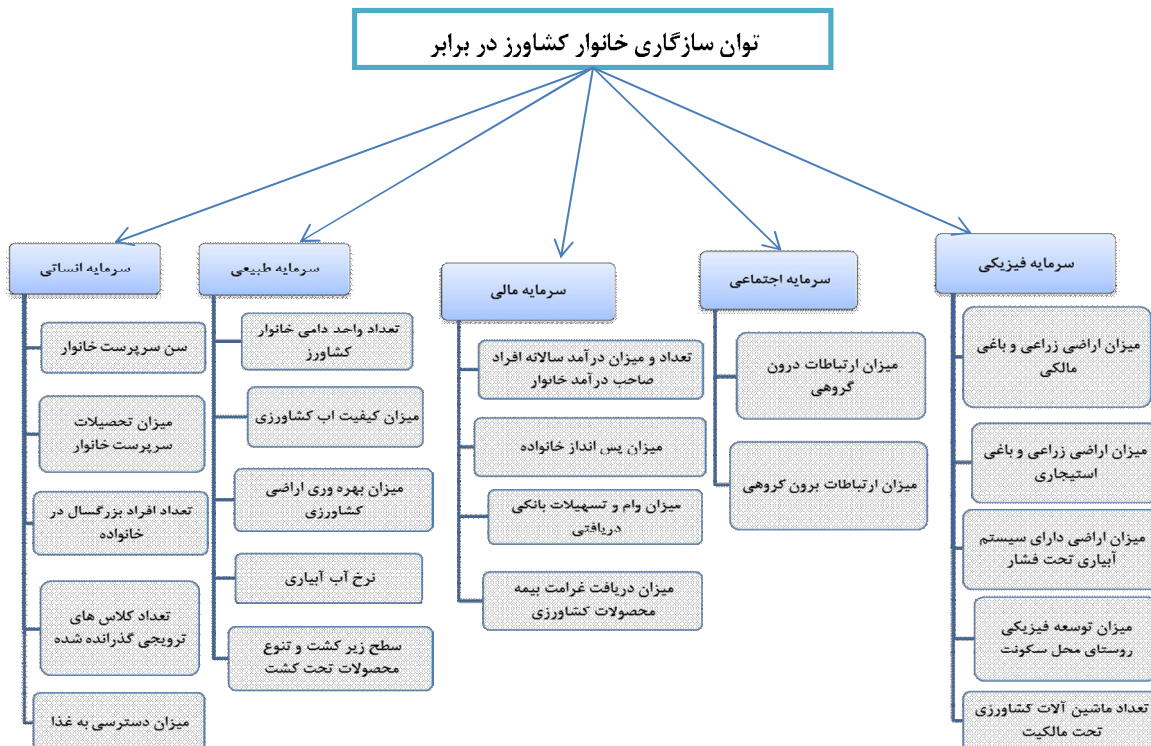 توان سازگاری خانوار کشاورز در برابر
سرمایه فیزیکی
میزان اراضی زراعی و باغی
مالکی
میزان اراضی زراعی و باغی
استیجاری
میزان اراضی دارای سیستم
آبیاری تحت فشار
میزان توسعه فیزیکی
روستای محل سکونت
تعداد ماشین آلات کشاورزی
تحت مالکیت
سرمایه اجتماعی
میزان ارتباطات درون
گروهی
میزان ارتباطات برون کروهی
سرمایه مالی
تعداد و میزان درآمد سالانه افراد
صاحب درآمد خانوار
میزان پس انداز خانواده
میزان وام و تسهیلات بانکی
دریافتی
میزان دریافت غرامت بیمه
محصولات کشاورزی
سرمایه طبیعی
تعداد واحد دامی خانوار
کشاورز
میزان کیفیت اب کشاورزی
میزان بهره وری اراضی
کشاورزی
نرخ آب آبیاری
سطح زیر کشت و تنوع
محصولات تحت کشت
سرمایه انساتی
سن سرپرست خانوار
میزان تحصیلات
سرپرست خانوار
تعداد افراد بزرگسال در
خانواده
تعداد کلاس های
ترویجی گذرانده شده
میزان دسترسی به غذا